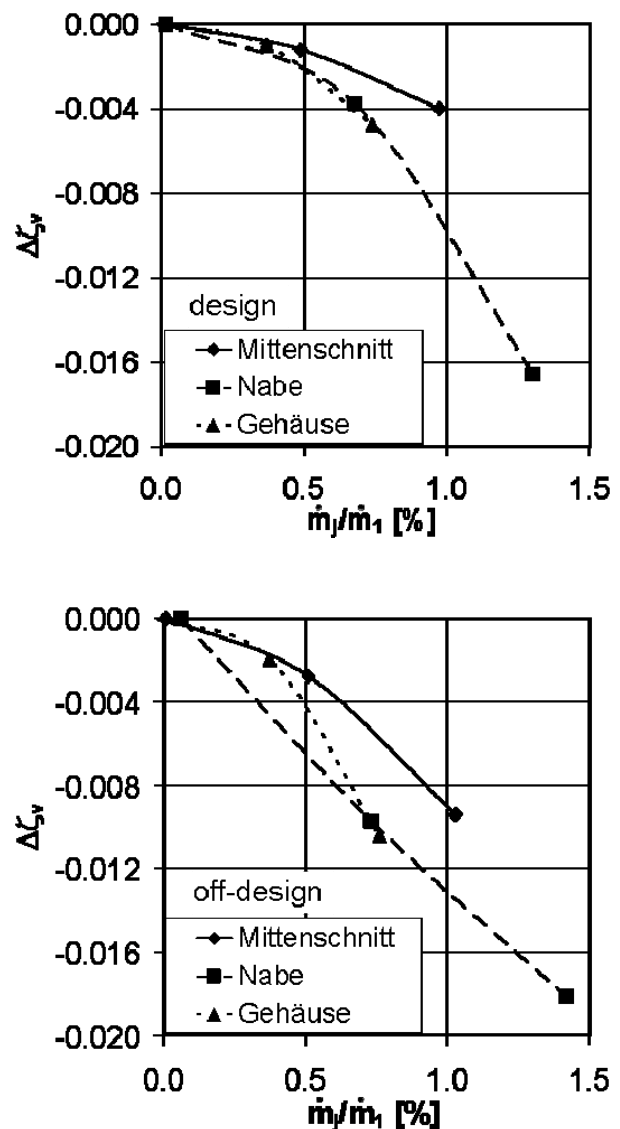 0.000
-0.004
-0.008
-0.012
-0.016
-0.020
Δζv
design
Mittenschnitt
Nabe
Gehäuse
0.0 0.5 1.0 1.5
ṁj/ṁ1 [%]
0.000
-0.004
-0.008
-0.012
-0.016
-0.020
Δζv
off-design
Mittenschnitt
Nabe
Gehäuse
0.0 0.5 1.0 1.5
ṁj/ṁ1 [%]